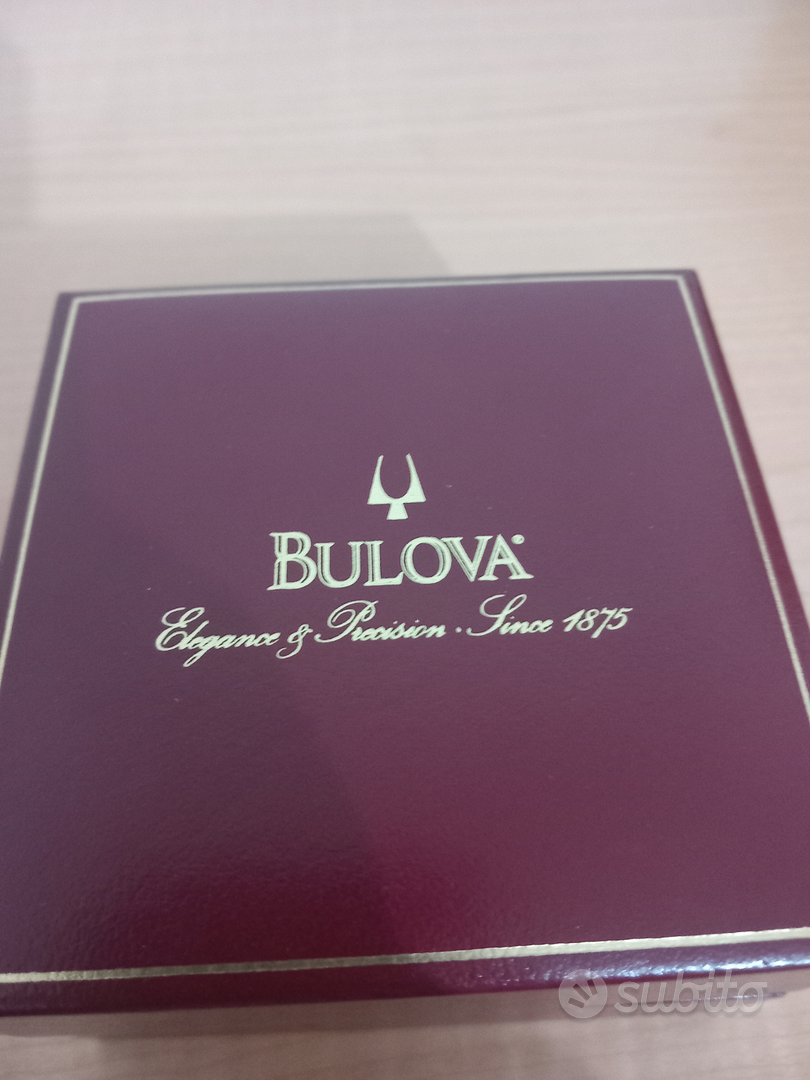 BULOVA®
Elegance & Precision · Since 1875
subito